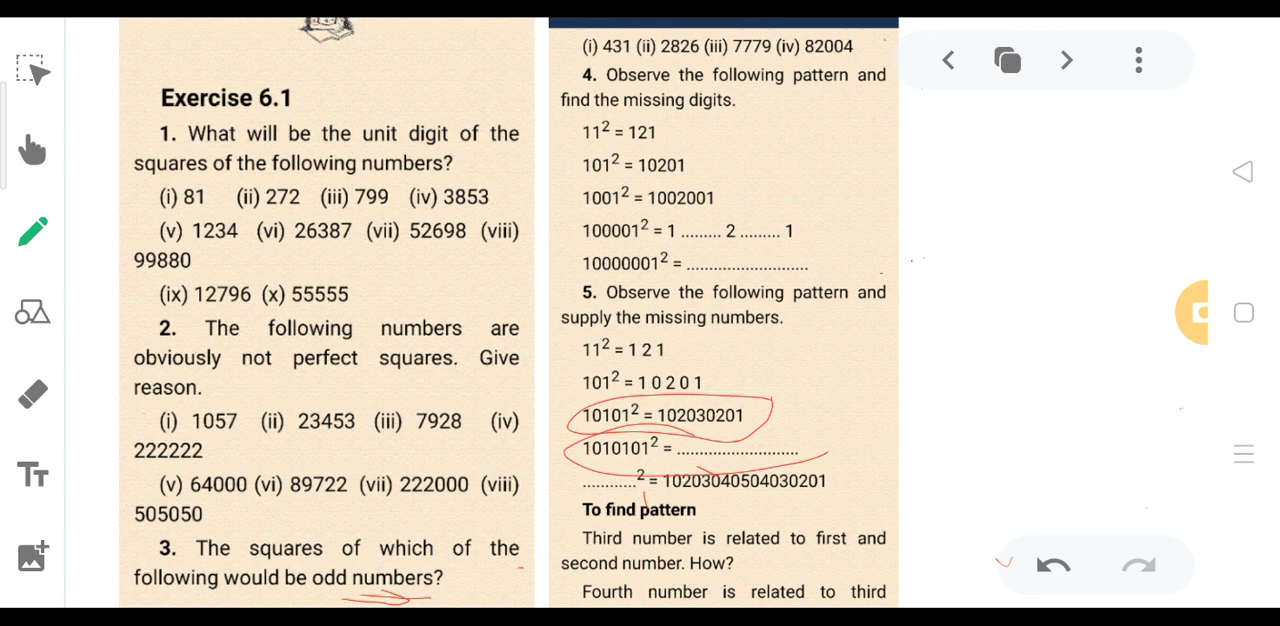 Exercise 6.1
1. What will be the unit digit of the
squares of the following numbers?
(i) 81 (ii) 272 (iii) 799 (iv) 3853
(v) 1234 (vi) 26387 (vii) 52698 (viii)
99880
(ix) 12796 (x) 55555
2. The following numbers are
obviously not perfect squares. Give
reason.
(i) 1057 (ii) 23453 (iii) 7928 (iv)
222222
(v) 64000 (vi) 89722 (vii) 222000 (viii)
505050
3. The squares of which of the
following would be odd numbers?
(i) 431 (ii) 2826 (iii) 7779 (iv) 82004
4. Observe the following pattern and
find the missing digits.
11² = 121
101² = 10201
1001² = 1002001
100001² = 1 ......... 2 ......... 1
10000001² = ...........................
5. Observe the following pattern and
supply the missing numbers.
11² = 1 2 1
101² = 1 0 2 0 1
10101² = 102030201
1010101² = ...........................
............² = 10203040504030201
To find pattern
Third number is related to first and
second number. How?
Fourth number is related to third
Tт